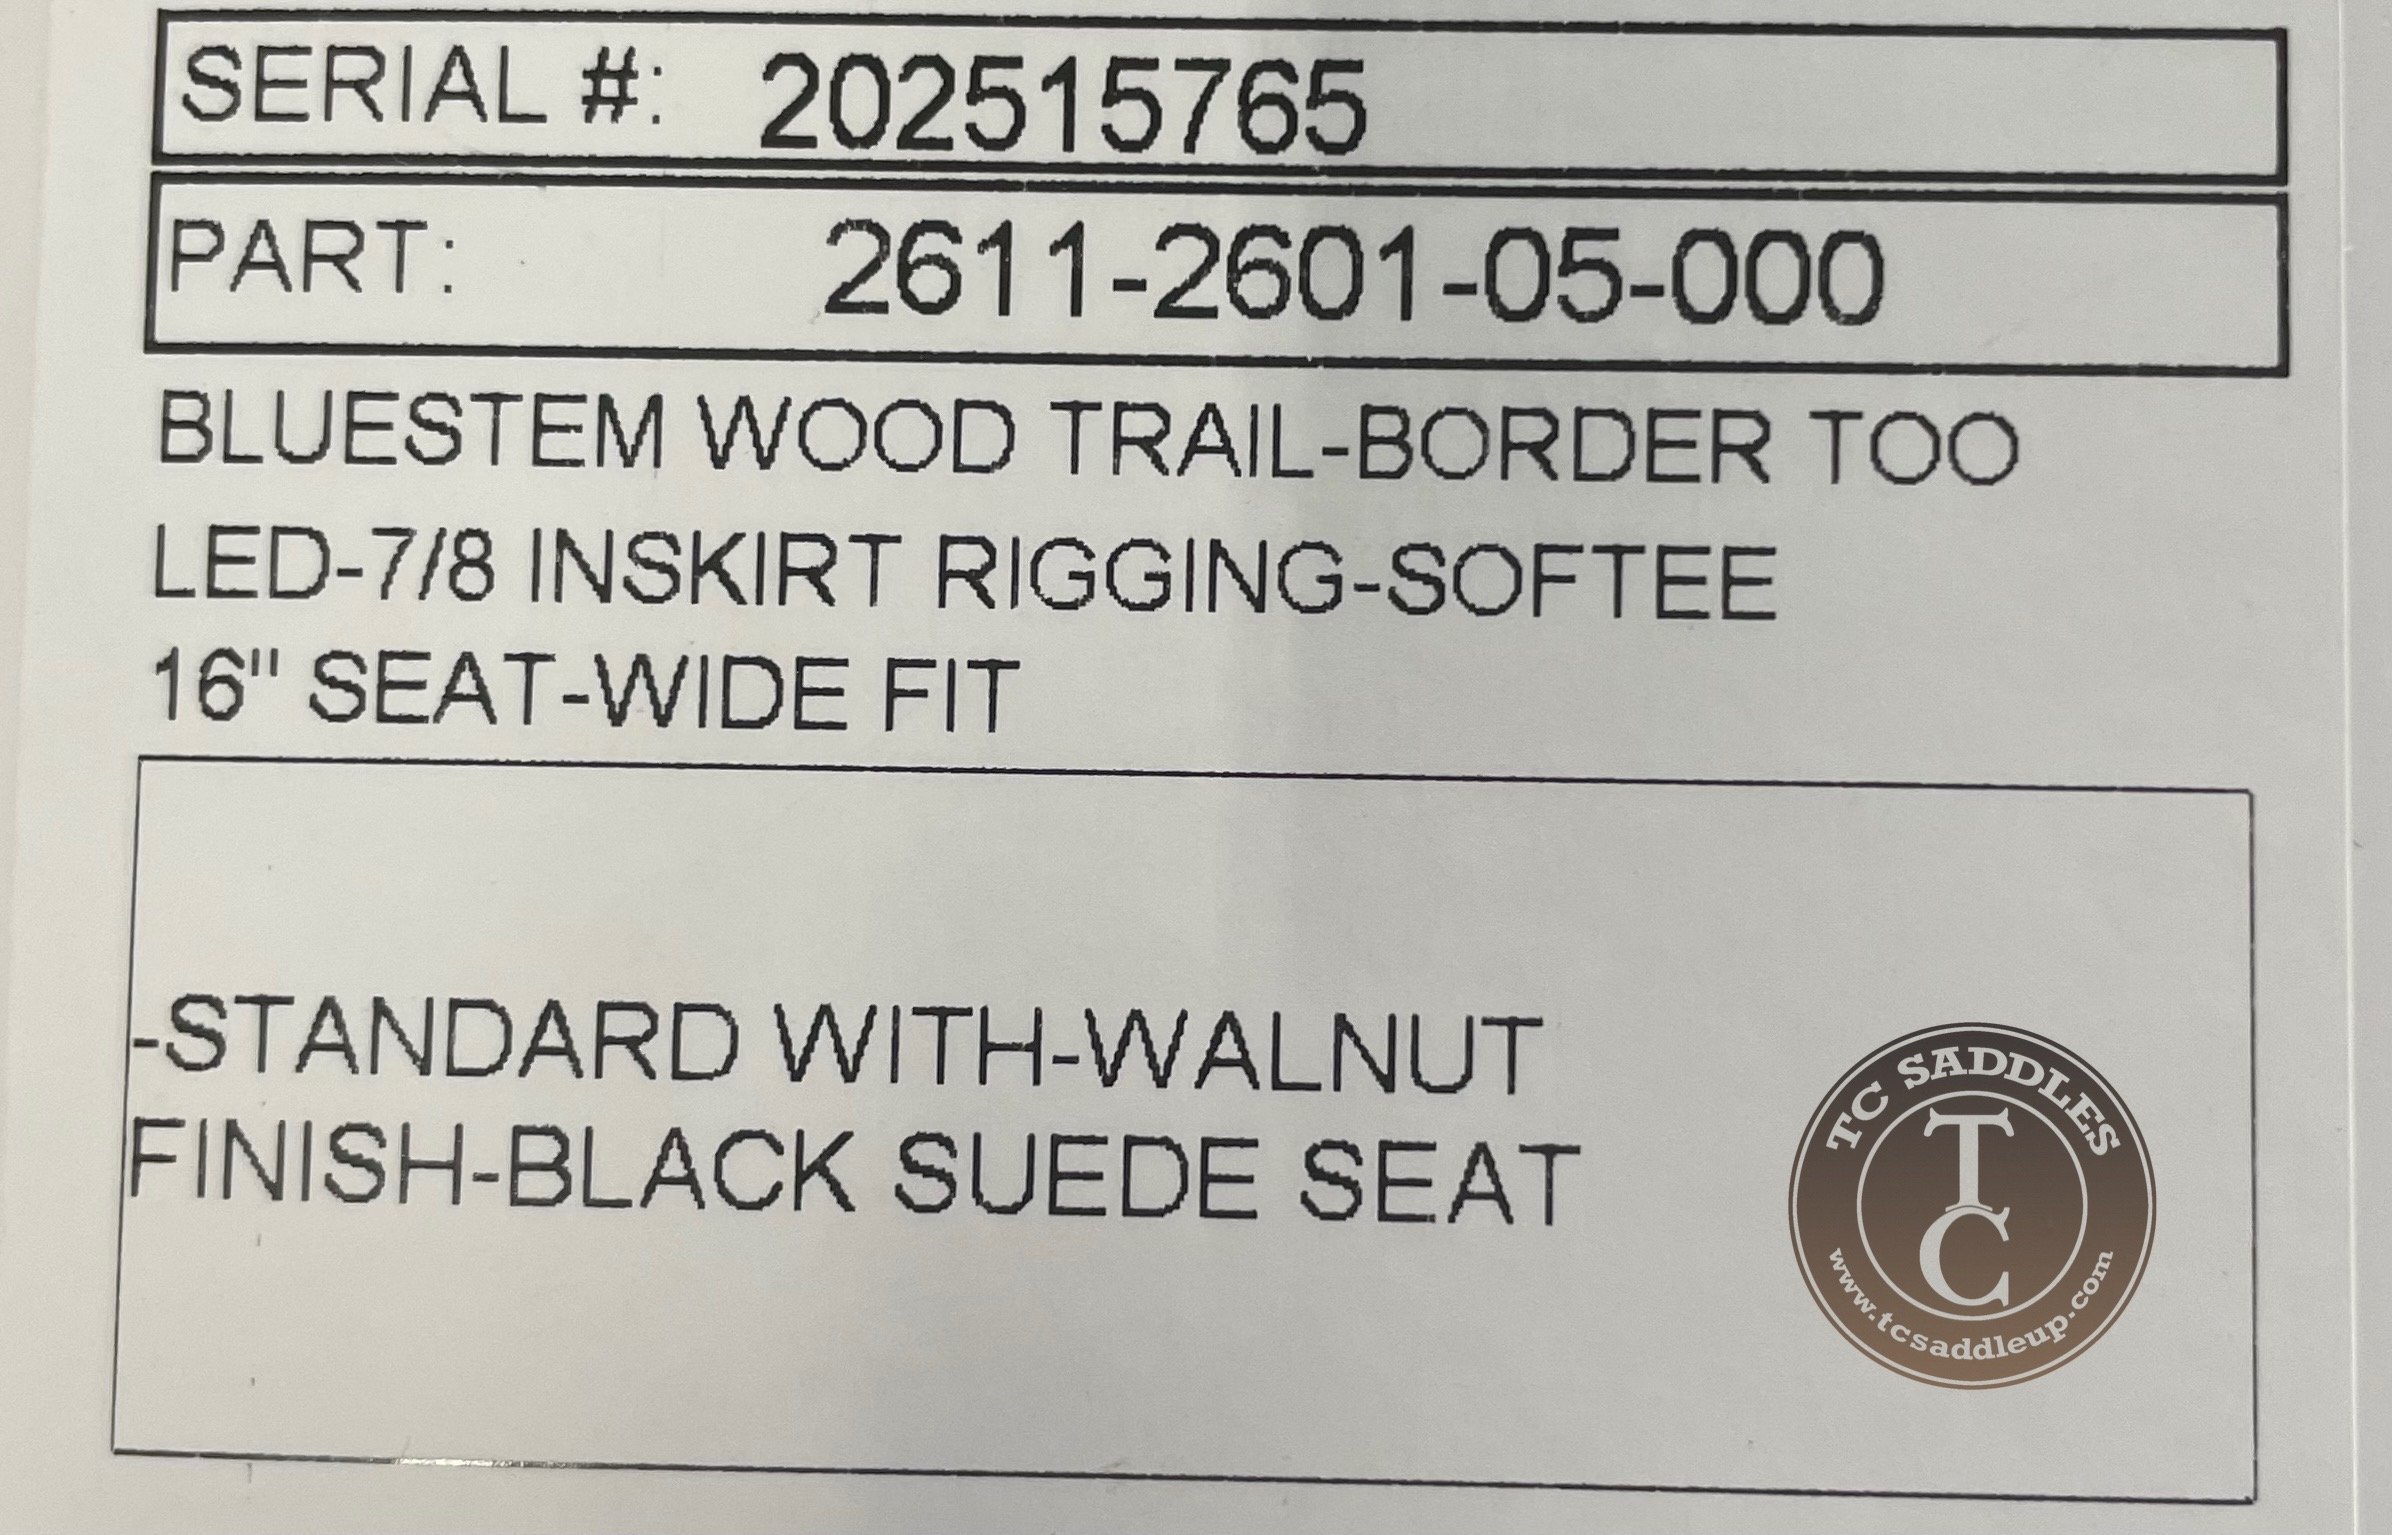 SERIAL #: 202515765
PART: 2611-2601-05-000
BLUESTEM WOOD TRAIL-BORDER TOO
LED-7/8 INSKIRT RIGGING-SOFTEE
16" SEAT-WIDE FIT
-STANDARD WITH-WALNUT
FINISH-BLACK SUEDE SEAT
TC SADDLES
TC
www.tcsaddleup.com